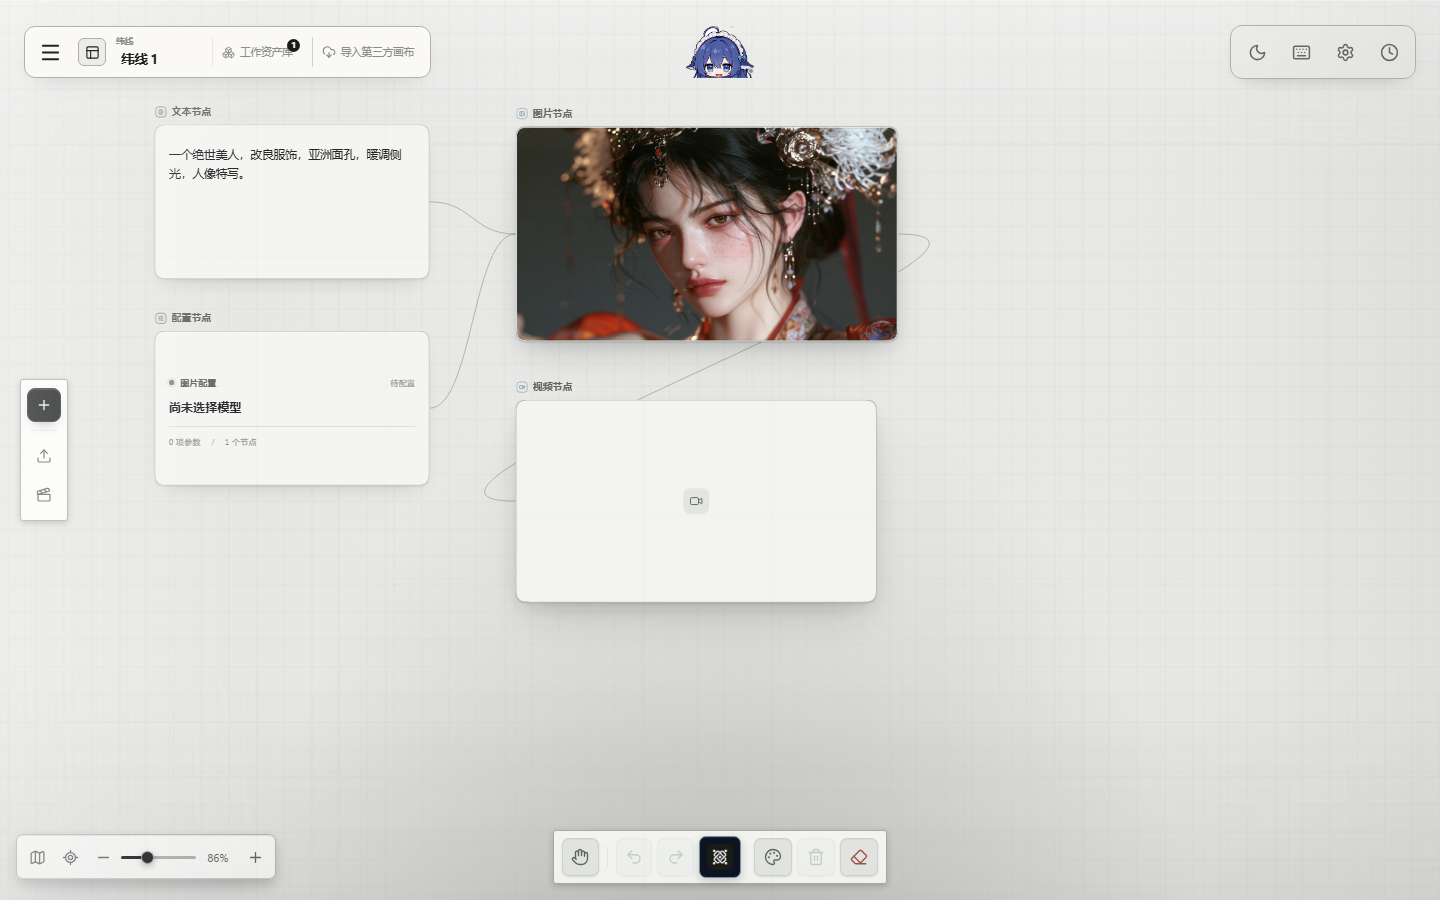 纬线
纬线 1
工作资产库
1
导入第三方画布
文本节点
一个绝世美人，改良服饰，亚洲面孔，暖调侧
光，人像特写。
图片节点
配置节点
图片配置
待配置
尚未选择模型
0 项参数 / 1 个节点
视频节点
86%